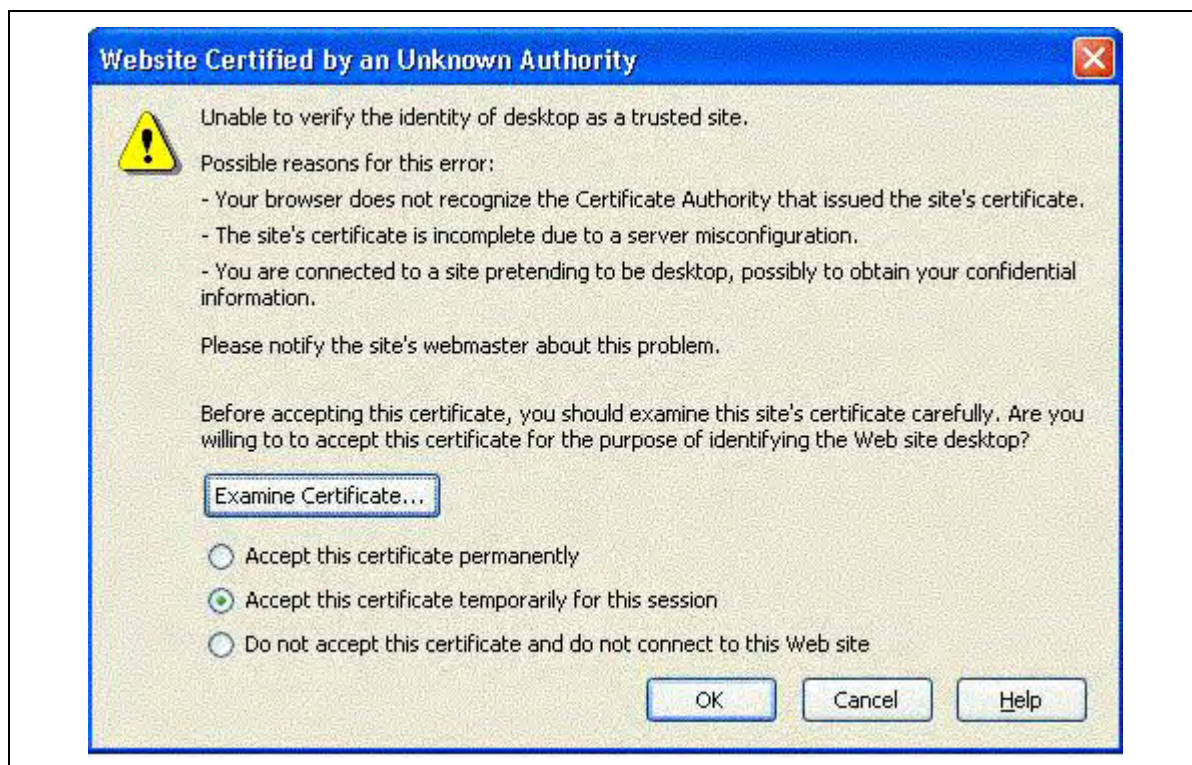 Website Certified by an Unknown Authority
Unable to verify the identity of desktop as a trusted site.
Possible reasons for this error:
- Your browser does not recognize the Certificate Authority that issued the site's certificate.
- The site's certificate is incomplete due to a server misconfiguration.
- You are connected to a site pretending to be desktop, possibly to obtain your confidential
information.
Please notify the site's webmaster about this problem.
Before accepting this certificate, you should examine this site's certificate carefully. Are you
willing to to accept this certificate for the purpose of identifying the Web site desktop?
Examine Certificate...
Accept this certificate permanently
Accept this certificate temporarily for this session
Do not accept this certificate and do not connect to this Web site
OK Cancel Help